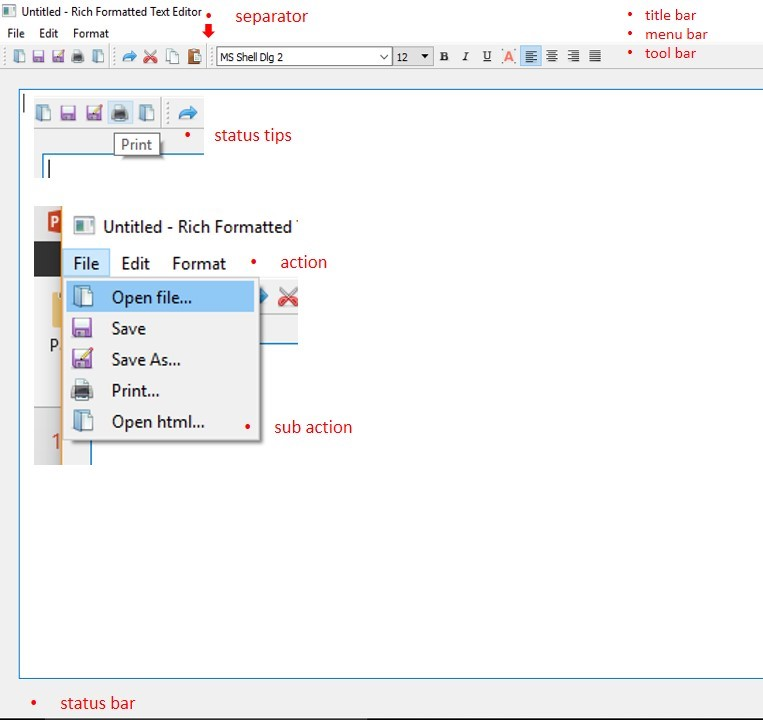 Untitled - Rich Formatted Text Editor • separator • title bar
File Edit Format • menu bar
MS Shell Dlg 2 12 B I U A • tool bar
Print • status tips
Untitled - Rich Formatted
File Edit Format • action
Open file...
Save
P
Save As...
Print...
Open html... • sub action
1
• status bar